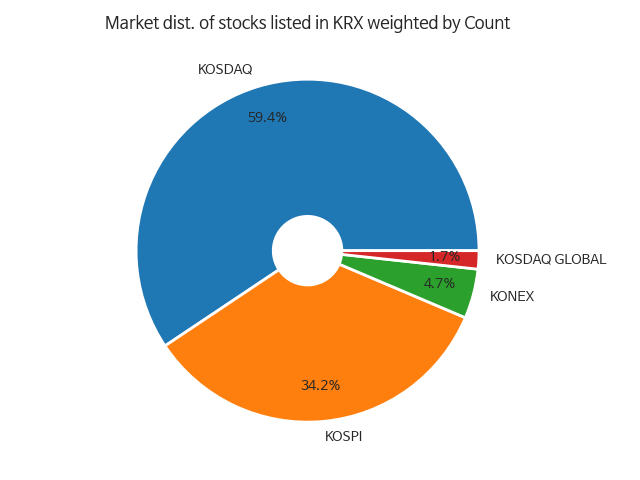 Market dist. of stocks listed in KRX weighted by Count
KOSDAQ
59.4%
1.7%
KOSDAQ GLOBAL
4.7%
KONEX
34.2%
KOSPI